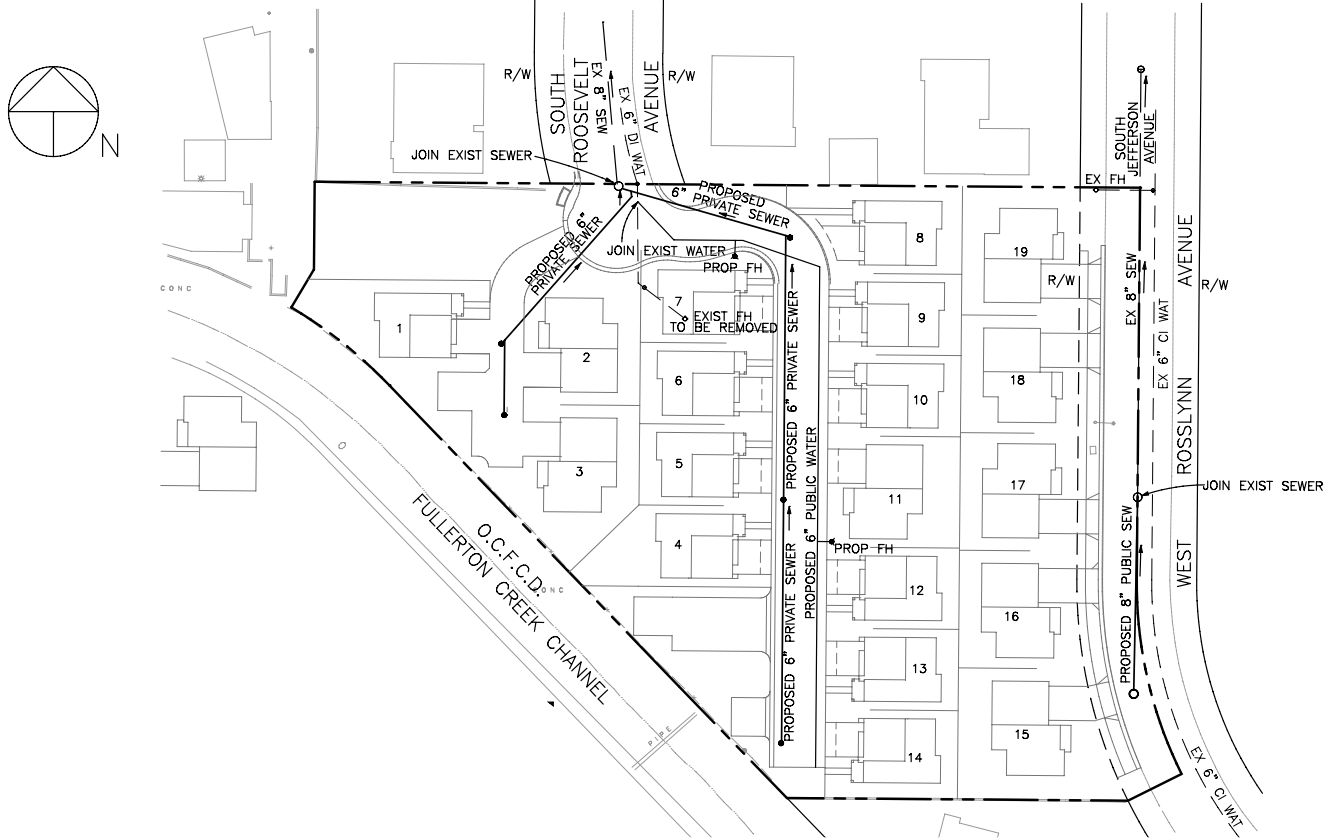 N
R/W
SOUTH
ROOSEVELT
AVENUE
EX 8" SEW
EX 6" DI WAT
R/W
SOUTH
JEFFERSON
AVENUE
JOIN EXIST SEWER
EX FH
6"
PROPOSED
PRIVATE SEWER
PROPOSED 6"
PRIVATE SEWER
JOIN EXIST WATER
PROP FH
8
19
R/W
EX 8" SEW
R/W
CONC
7
EXIST FH
TO BE REMOVED
1
2
9
EX 6" CI WAT
WEST ROSSLYNN AVENUE
6
10
18
PROPOSED 6" PRIVATE SEWER
PROPOSED 6" PUBLIC WATER
5
3
11
17
JOIN EXIST SEWER
4
PROP FH
O.C.F.C.D.
FULLERTON CREEK CHANNEL
CONC
PROPOSED 6" PRIVATE SEWER
12
16
PROPOSED 8" PUBLIC SEW
13
14
15
PIPE
EX 6" CI WAT